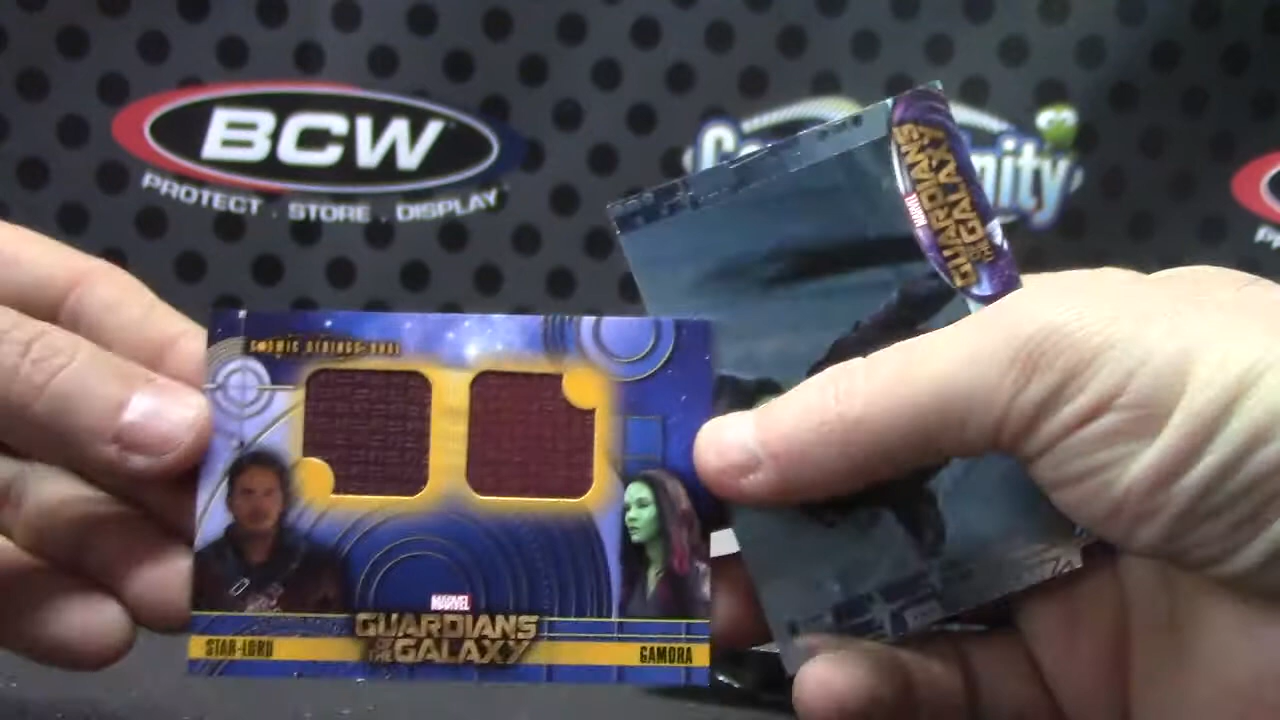 BCW
PROTECT . STORE . DISPLAY
MARVEL
GUARDIANS
OF THE
GALAXY
COSMIC STRINGS DUAL
MARVEL
GUARDIANS
OF THE GALAXY
STAR-LORD
GAMORA